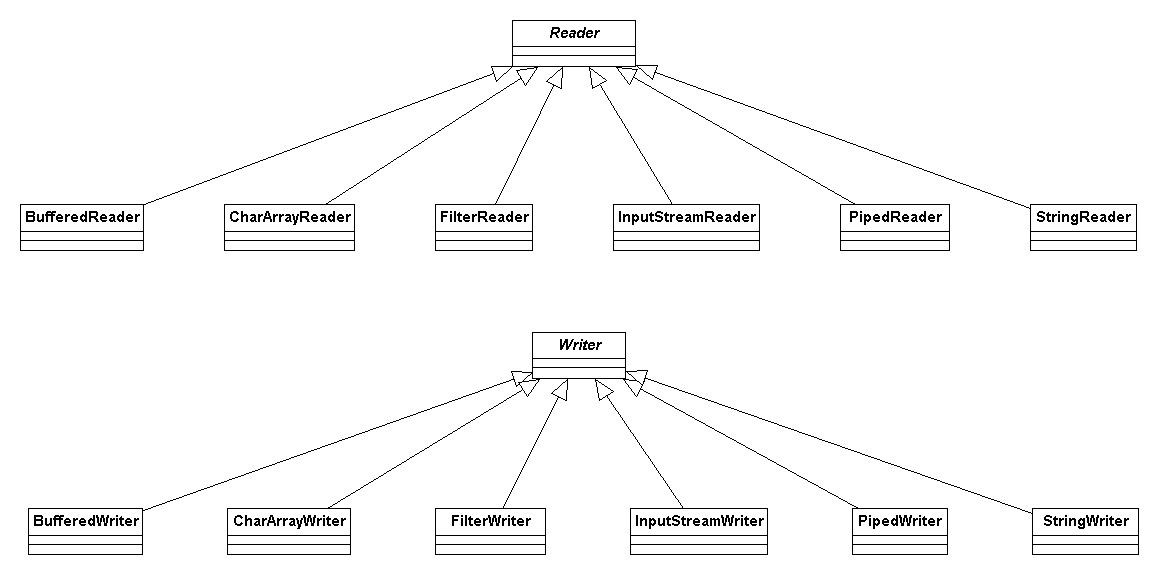 Reader
BufferedReader CharArrayReader FilterReader InputStreamReader PipedReader StringReader
Writer
BufferedWriter CharArrayWriter FilterWriter InputStreamWriter PipedWriter StringWriter